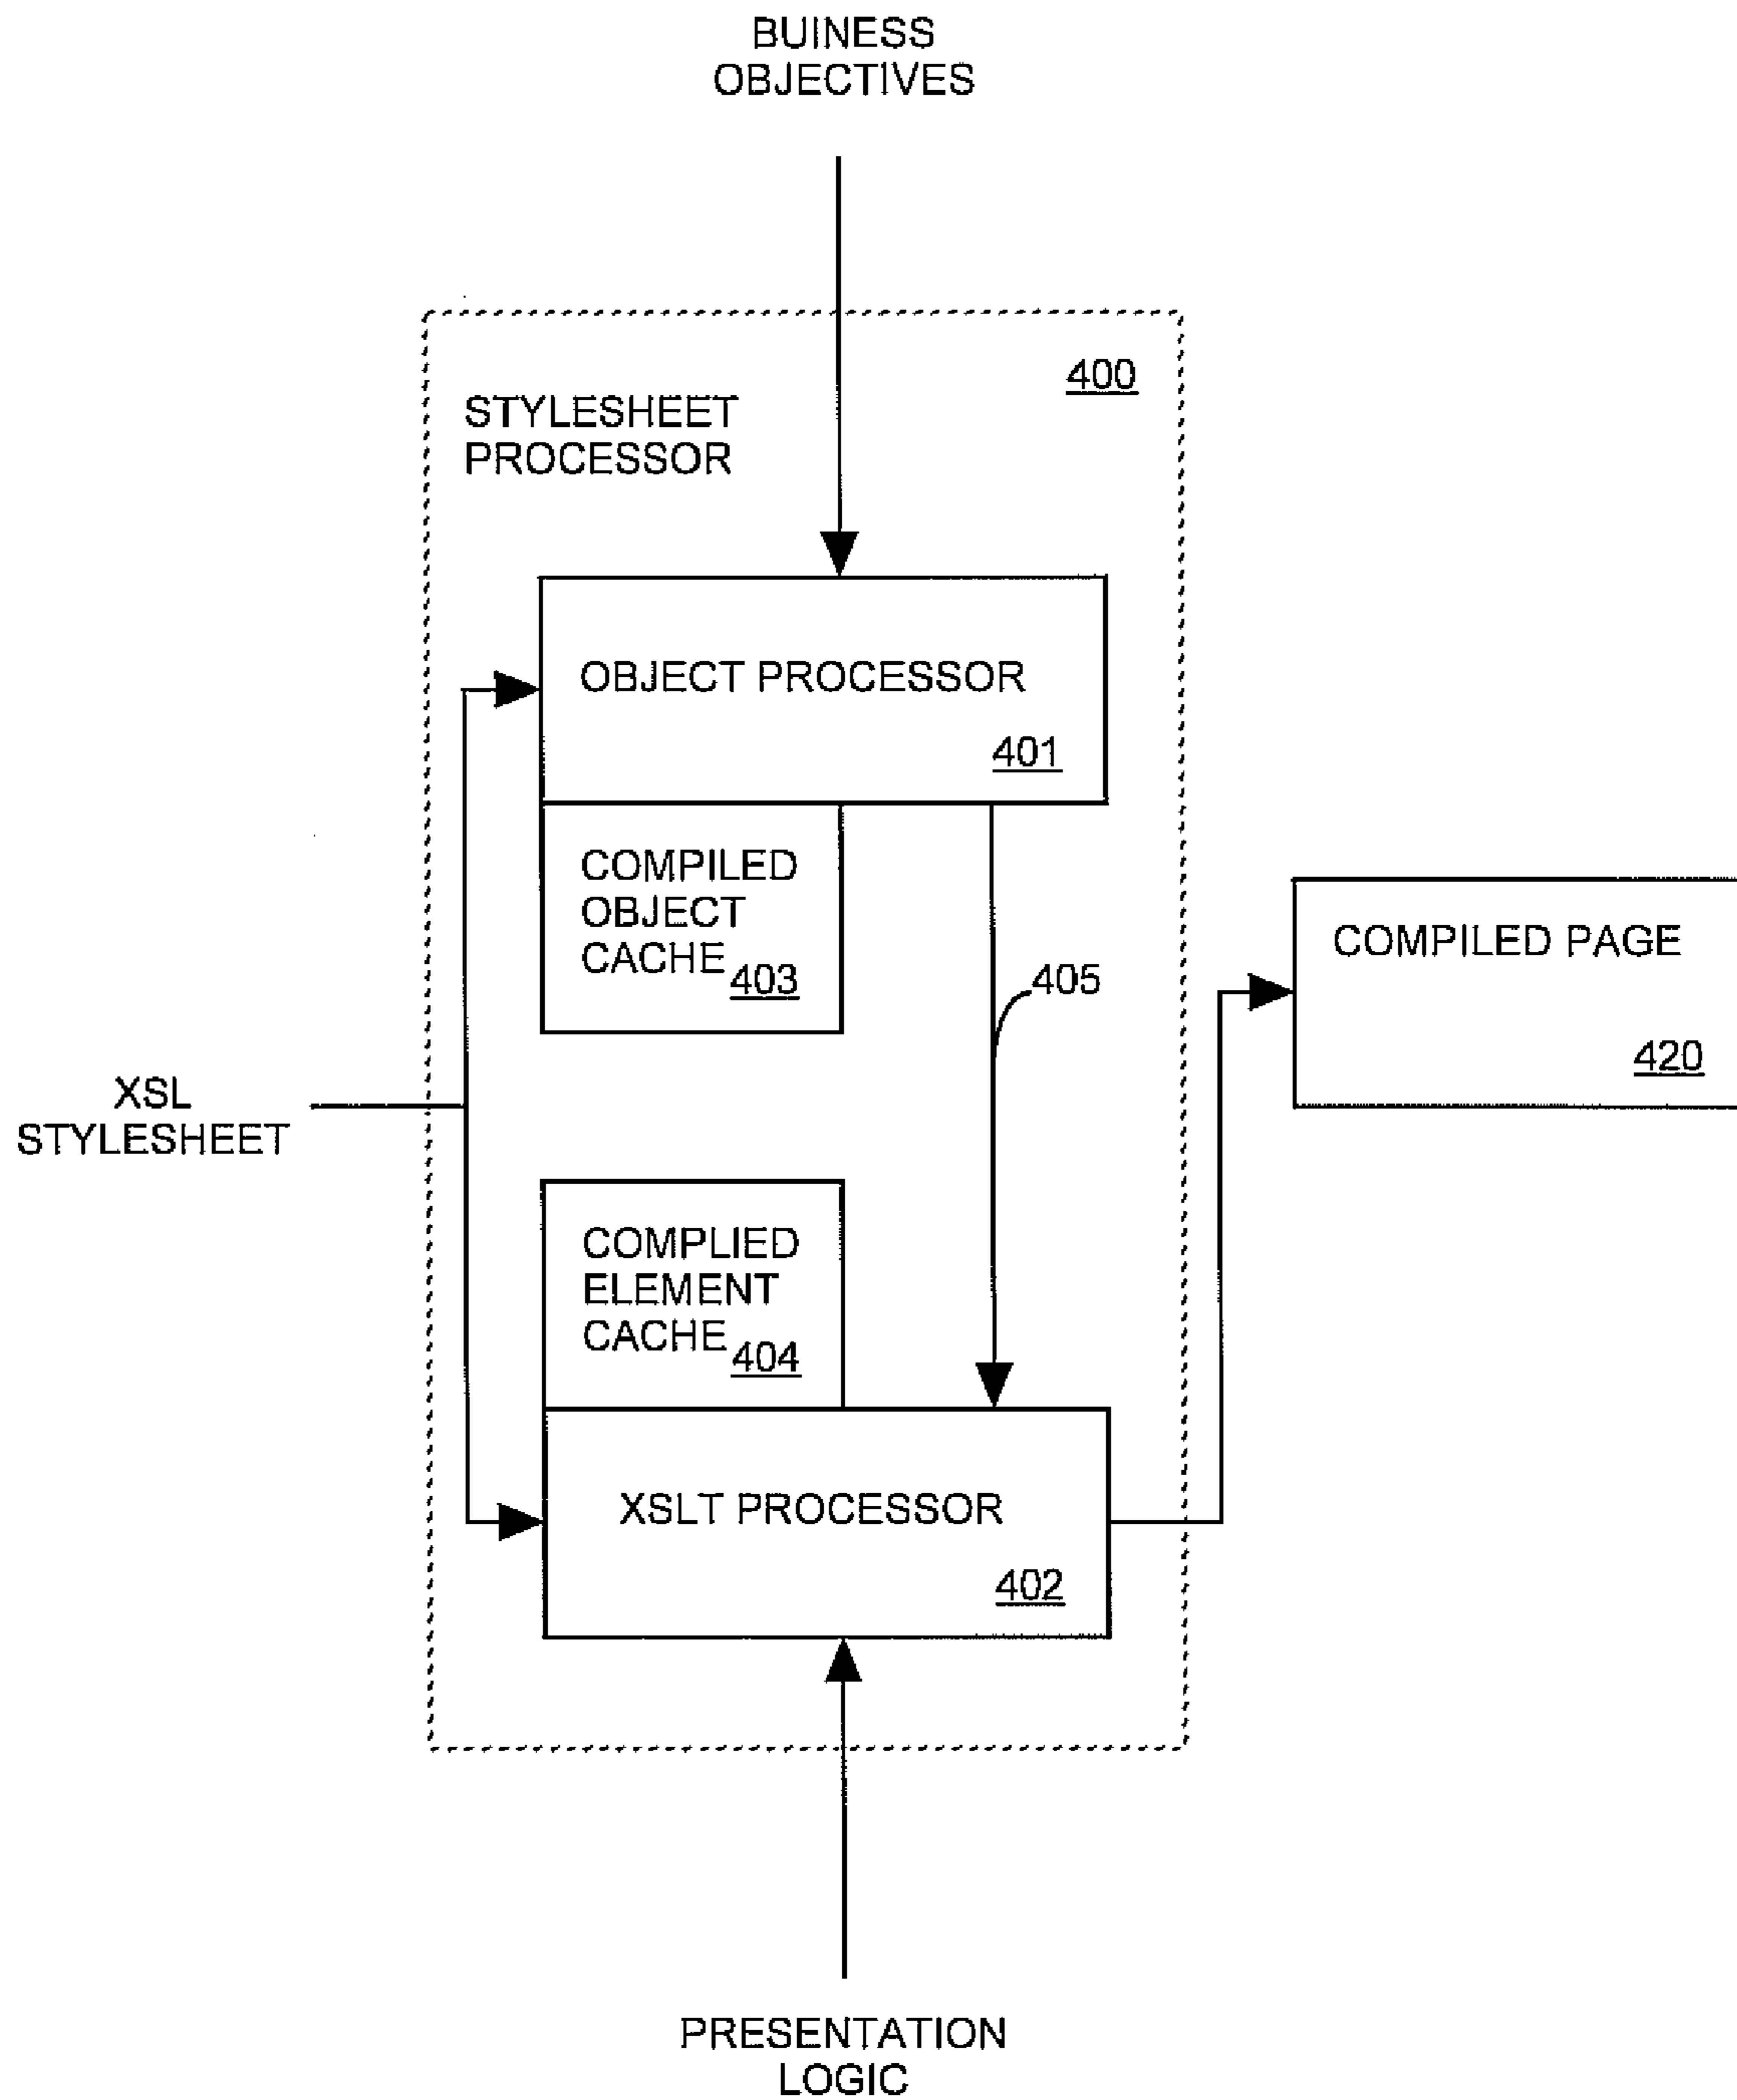 BUINESS
OBJECTIVES
400
STYLESHEET
PROCESSOR
OBJECT PROCESSOR
401
COMPILED
OBJECT
CACHE 403
405
COMPILED PAGE
420
XSL
STYLESHEET
COMPLIED
ELEMENT
CACHE 404
XSLT PROCESSOR
402
PRESENTATION
LOGIC